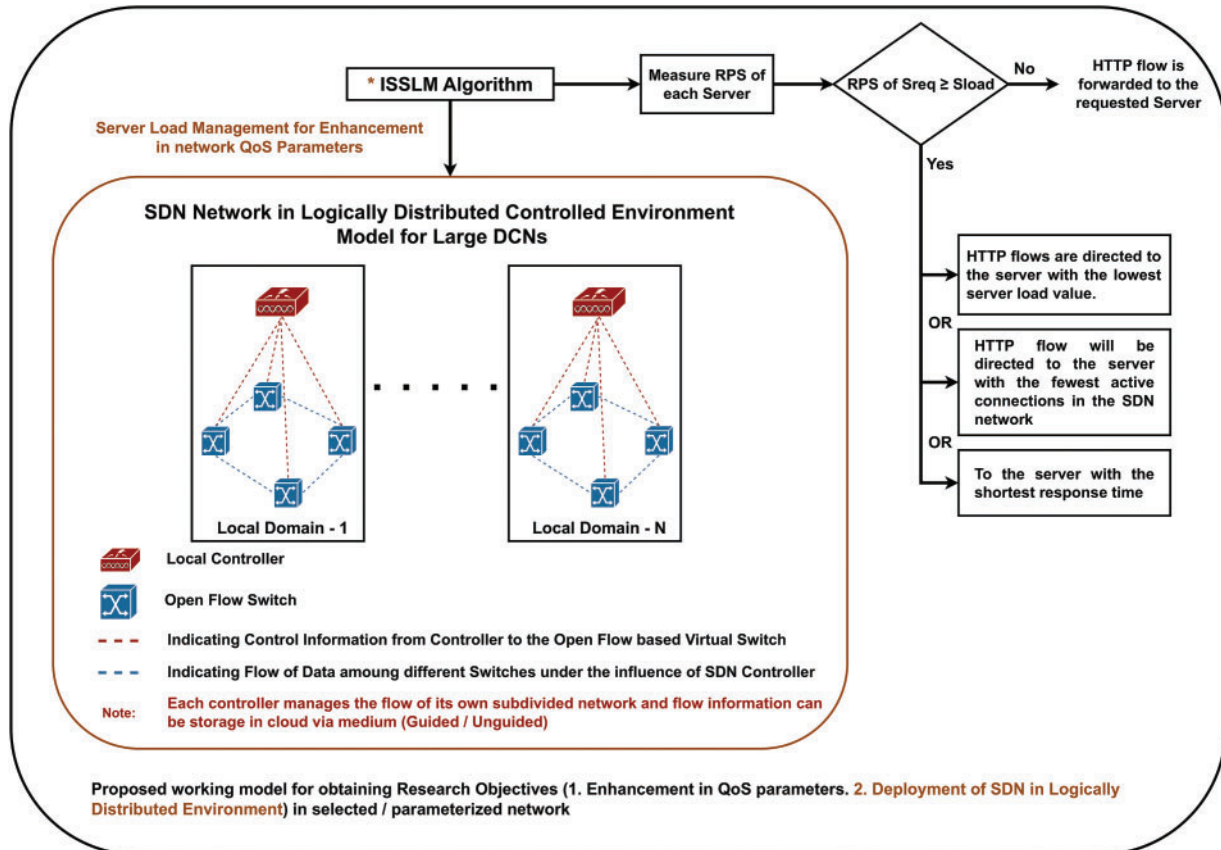 * ISSLM Algorithm
Measure RPS of
each Server
RPS of Sreq ≥ Sload
No
HTTP flow is
forwarded to the
requested Server
Yes
Server Load Management for Enhancement
in network QoS Parameters
SDN Network in Logically Distributed Controlled Environment
Model for Large DCNs
Local Domain - 1
Local Domain - N
HTTP flows are directed to
the server with the lowest
server load value.
OR
HTTP flow will be
directed to the server
with the fewest active
connections in the SDN
network
OR
To the server with the
shortest response time
Local Controller
Open Flow Switch
Indicating Control Information from Controller to the Open Flow based Virtual Switch
Indicating Flow of Data amoung different Switches under the influence of SDN Controller
Note: Each controller manages the flow of its own subdivided network and flow information can
be storage in cloud via medium (Guided / Unguided)
Proposed working model for obtaining Research Objectives (1. Enhancement in QoS parameters. 2. Deployment of SDN in Logically
Distributed Environment) in selected / parameterized network